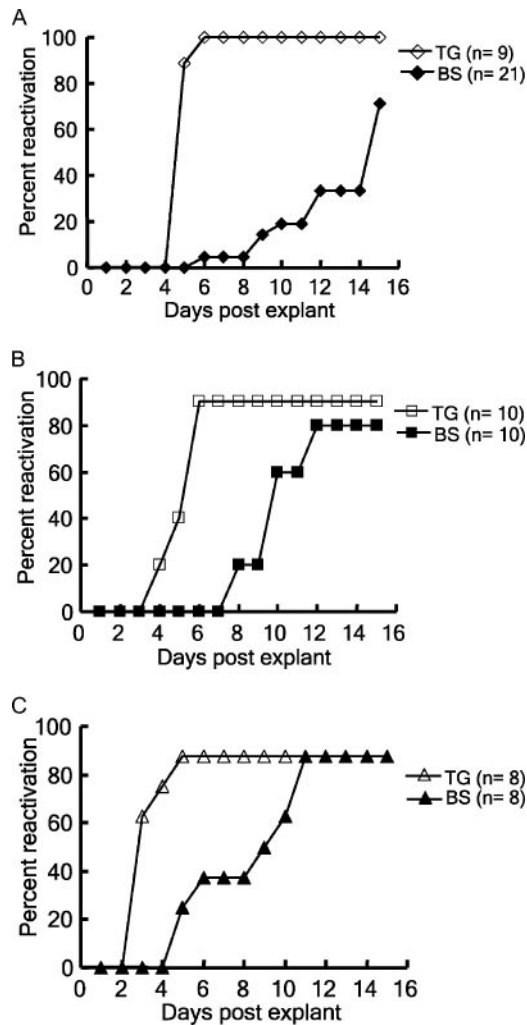 A
Percent reactivation
100
80
60
40
20
0
0 2 4 6 8 10 12 14 16
Days post explant
TG (n= 9)
BS (n= 21)
B
Percent reactivation
100
80
60
40
20
0
0 2 4 6 8 10 12 14 16
Days post explant
TG (n= 10)
BS (n= 10)
C
Percent reactivation
100
80
60
40
20
0
0 2 4 6 8 10 12 14 16
Days post explant
TG (n= 8)
BS (n= 8)